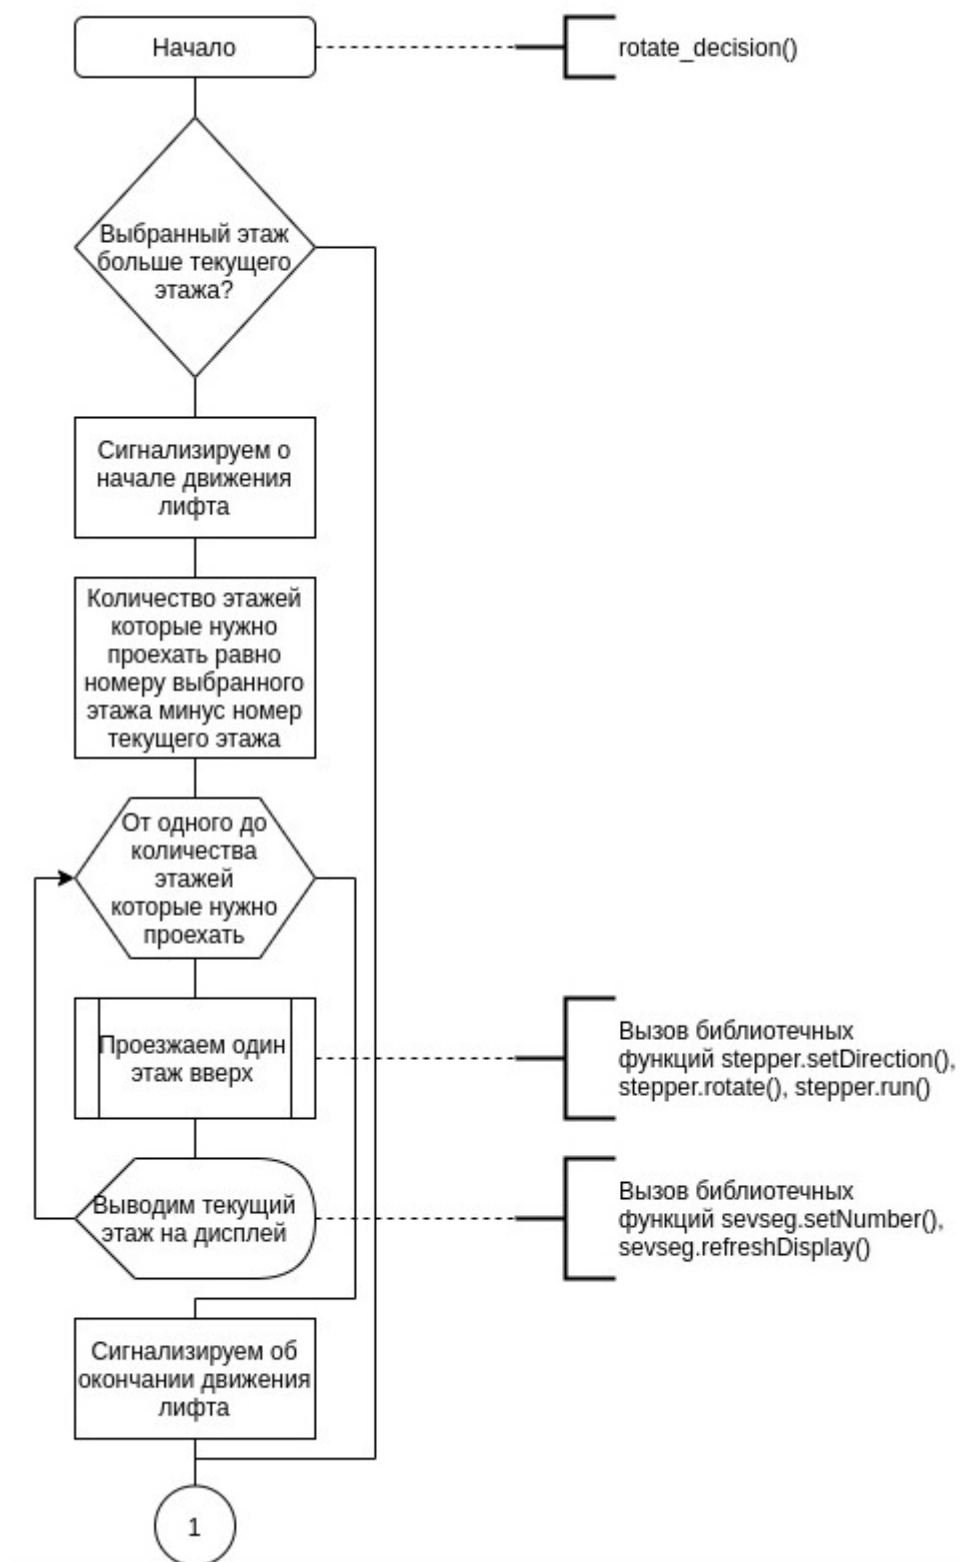 Начало
rotate_decision()
Выбранный этаж
больше текущего
этажа?
Сигнализируем о
начале движения
лифта
Количество этажей
которые нужно
проехать равно
номеру выбранного
этажа минус номер
текущего этажа
От одного до
количества
этажей
которые нужно
проехать
Проезжаем один
этаж вверх
Вызов библиотечных
функций stepper.setDirection(),
stepper.rotate(), stepper.run()
Выводим текущий
этаж на дисплей
Вызов библиотечных
функций sevseg.setNumber(),
sevseg.refreshDisplay()
Сигнализируем об
окончании движения
лифта
1